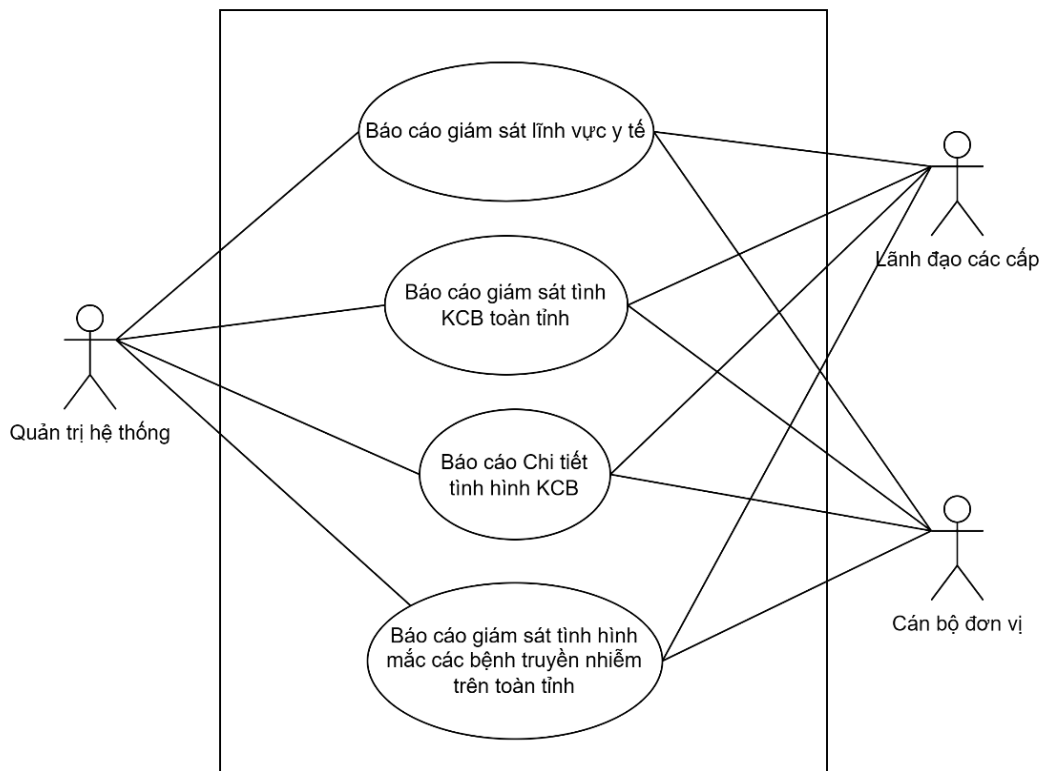 Báo cáo giám sát lĩnh vực y tế
Lãnh đạo các cấp
Báo cáo giám sát tình
KCB toàn tỉnh
Quản trị hệ thống
Báo cáo Chi tiết
tình hình KCB
Cán bộ đơn vị
Báo cáo giám sát tình hình
mắc các bệnh truyền nhiễm
trên toàn tỉnh